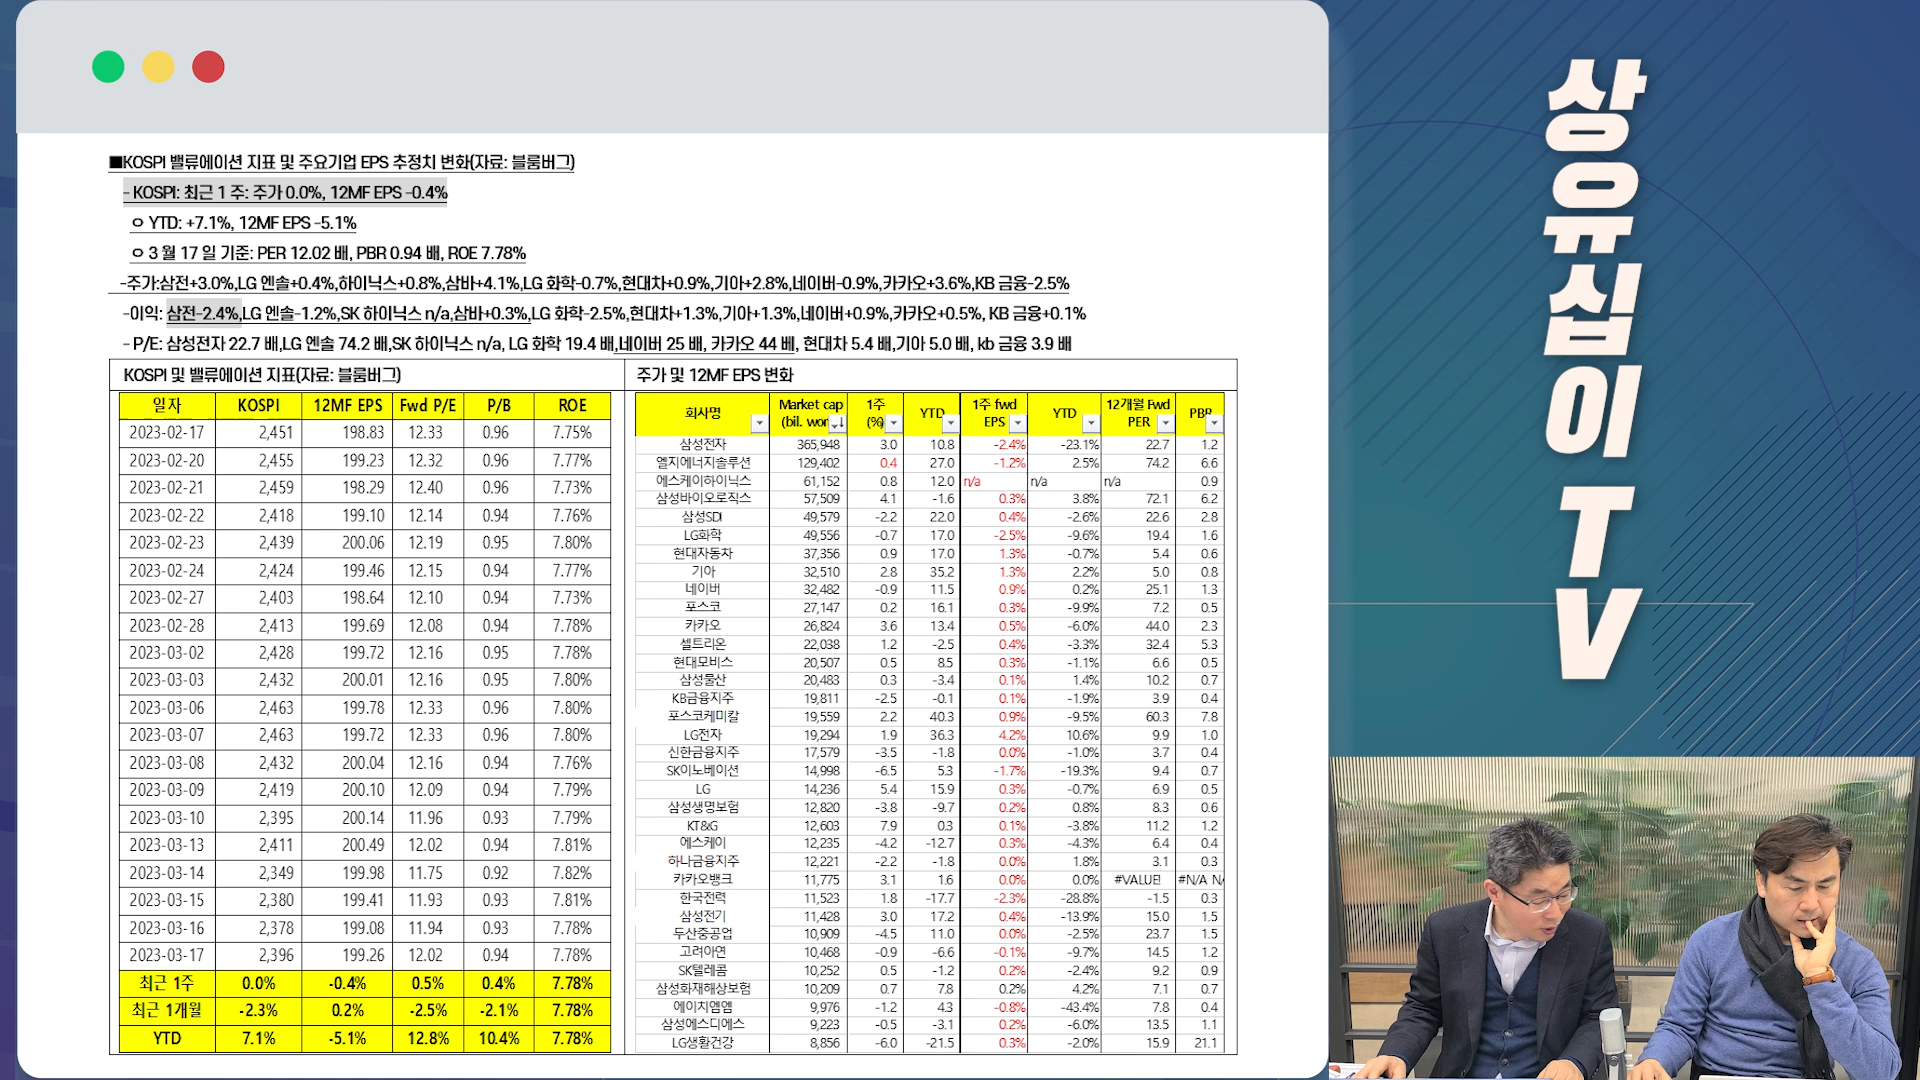 ■KOSPI 밸류에이션 지표 및 주요기업 EPS 추정치 변화(자료: 블룸버그)
- KOSPI: 최근 1 주: 주가 0.0%, 12MF EPS -0.4%
ㅇ YTD: +7.1%, 12MF EPS -5.1%
ㅇ 3 월 17 일 기준: PER 12.02 배, PBR 0.94 배, ROE 7.78%
-주가:삼전+3.0%,LG 엔솔+0.4%,하이닉스+0.8%,삼바+4.1%,LG 화학-0.7%,현대차+0.9%,기아+2.8%,네이버-0.9%,카카오+3.6%,KB 금융-2.5%
-이익: 삼전-2.4%,LG 엔솔-1.2%,SK 하이닉스 n/a,삼바+0.3%,LG 화학-2.5%,현대차+1.3%,기아+1.3%,네이버+0.9%,카카오+0.5%, KB 금융+0.1%
- P/E: 삼성전자 22.7 배,LG 엔솔 74.2 배,SK 하이닉스 n/a, LG 화학 19.4 배,네이버 25 배, 카카오 44 베, 현대차 5.4 배,기아 5.0 배, kb 금융 3.9 배
KOSPI 및 밸류에이션 지표(자료: 블룸버그)
일자 KOSPI 12MF EPS Fwd P/E P/B ROE
2023-02-17 2,451 198.83 12.33 0.96 7.75%
2023-02-20 2,455 199.23 12.32 0.96 7.77%
2023-02-21 2,459 198.29 12.40 0.96 7.73%
2023-02-22 2,418 199.10 12.14 0.94 7.76%
2023-02-23 2,439 200.06 12.19 0.95 7.80%
2023-02-24 2,424 199.46 12.15 0.94 7.77%
2023-02-27 2,403 198.64 12.10 0.94 7.73%
2023-02-28 2,413 199.69 12.08 0.94 7.78%
2023-03-02 2,428 199.72 12.16 0.95 7.78%
2023-03-03 2,432 200.01 12.16 0.95 7.80%
2023-03-06 2,463 199.78 12.33 0.96 7.80%
2023-03-07 2,463 199.72 12.33 0.96 7.80%
2023-03-08 2,432 200.04 12.16 0.94 7.76%
2023-03-09 2,419 200.10 12.09 0.94 7.79%
2023-03-10 2,395 200.14 11.96 0.93 7.79%
2023-03-13 2,411 200.49 12.02 0.94 7.81%
2023-03-14 2,349 199.98 11.75 0.92 7.82%
2023-03-15 2,380 199.41 11.93 0.93 7.81%
2023-03-16 2,378 199.08 11.94 0.93 7.78%
2023-03-17 2,396 199.26 12.02 0.94 7.78%
최근 1주 0.0% -0.4% 0.5% 0.4% 7.78%
최근 1개월 -2.3% 0.2% -2.5% -2.1% 7.78%
YTD 7.1% -5.1% 12.8% 10.4% 7.78%
주가 및 12MF EPS 변화
회사명 Market cap (bil. wor 1주 (%) YTD 1주 fwd EPS YTD 12개월 Fwd PER PBR
삼성전자 365,948 3.0 10.8 -2.4% -23.1% 22.7 1.2
엘지에너지솔루션 129,402 0.4 27.0 -1.2% 2.5% 74.2 6.6
에스케이하이닉스 61,152 0.8 12.0 n/a n/a n/a 0.9
삼성바이오로직스 57,509 4.1 -1.6 0.3% 3.8% 72.1 6.2
삼성SDI 49,579 -2.2 22.0 0.4% -2.6% 22.6 2.8
LG화학 49,556 -0.7 17.0 -2.5% -9.6% 19.4 1.6
현대자동차 37,356 0.9 17.0 1.3% -0.7% 5.4 0.6
기아 32,510 2.8 35.2 1.3% 2.2% 5.0 0.8
네이버 32,482 -0.9 11.5 0.9% 0.2% 25.1 1.3
포스코 27,147 0.2 16.1 0.3% -9.9% 7.2 0.5
카카오 26,824 3.6 13.4 0.5% -6.0% 44.0 2.3
셀트리온 22,038 1.2 -2.5 0.4% -3.3% 32.4 5.3
현대모비스 20,507 0.5 8.5 0.3% -1.1% 6.6 0.5
삼성물산 20,483 0.3 -3.4 0.1% 1.4% 10.2 0.7
KB금융지주 19,811 -2.5 -0.1 0.1% -1.9% 3.9 0.4
포스코케미칼 19,559 2.2 40.3 0.9% -9.5% 60.3 7.8
LG전자 19,294 1.9 36.3 4.2% 10.6% 9.9 1.0
신한금융지주 17,579 -3.5 -1.8 0.0% -1.0% 3.7 0.4
SK이노베이션 14,998 -6.5 5.3 -1.7% -19.3% 9.4 0.7
LG 14,236 5.4 15.9 0.3% -0.7% 6.9 0.5
삼성생명보험 12,820 -3.8 -9.7 0.2% 0.8% 8.3 0.6
KT&G 12,603 7.9 0.3 0.1% -3.8% 11.2 1.2
에스케이 12,235 -4.2 -12.7 0.3% -4.3% 6.4 0.4
하나금융지주 12,221 -2.2 -1.8 0.0% 1.8% 3.1 0.3
카카오뱅크 11,775 3.1 1.6 0.0% 0.0% #VALUE! #N/A N/
한국전력 11,523 1.8 -17.7 -2.3% -28.8% -1.5 0.3
삼성전기 11,428 3.0 17.2 0.4% -13.9% 15.0 1.5
두산중공업 10,909 -4.5 11.0 0.0% -2.5% 23.7 1.5
고려아연 10,468 -0.9 -6.6 -0.1% -9.7% 14.5 1.2
SK텔레콤 10,252 0.5 -1.2 0.2% -2.4% 9.2 0.9
삼성화재해상보험 10,209 0.7 7.8 0.2% 4.2% 7.1 0.7
에이치엠엠 9,976 -1.2 4.3 -0.8% -43.4% 7.8 0.4
삼성에스디에스 9,223 -0.5 -3.1 0.2% -6.0% 13.5 1.1
LG생활건강 8,856 -6.0 -21.5 0.3% -2.0% 15.9 21.1
상유십이 TV